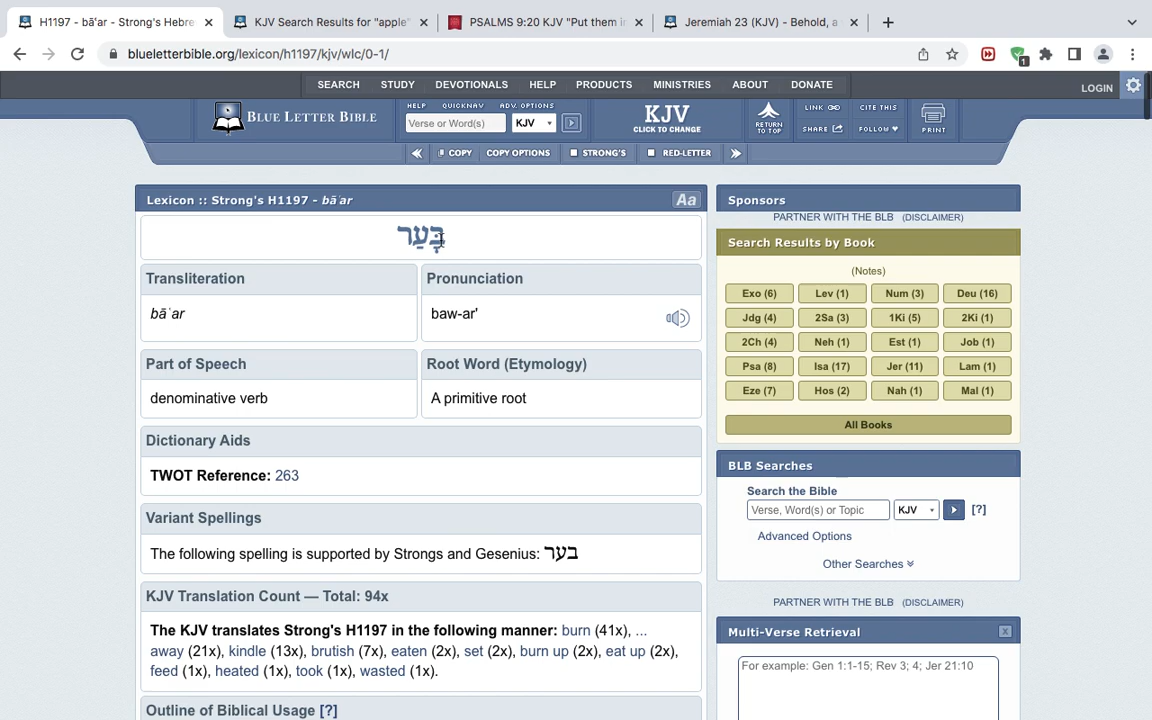 H1197 - bā'ar - Strong's Hebre
KJV Search Results for "apple"
PSALMS 9:20 KJV "Put them in
Jeremiah 23 (KJV) - Behold, a
blueletterbible.org/lexicon/h1197/kjv/wlc/0-1/
1
SEARCH STUDY DEVOTIONALS HELP PRODUCTS MINISTRIES ABOUT DONATE
LOGIN
BLUE LETTER BIBLE
HELP QUICKNAV ADV. OPTIONS
Verse or Word(s) KJV
KJV
CLICK TO CHANGE
RETURN
TO TOP
LINK CITE THIS
SHARE FOLLOW
PRINT
COPY COPY OPTIONS STRONG'S RED-LETTER
Lexicon :: Strong's H1197 - bāʿar
Aa
בָּעַר
Transliteration
bāʿar
Pronunciation
baw-ar'
Part of Speech
denominative verb
Root Word (Etymology)
A primitive root
Dictionary Aids
TWOT Reference: 263
Variant Spellings
The following spelling is supported by Strongs and Gesenius: בער
KJV Translation Count — Total: 94x
The KJV translates Strong's H1197 in the following manner: burn (41x), ...
away (21x), kindle (13x), brutish (7x), eaten (2x), set (2x), burn up (2x), eat up (2x),
feed (1x), heated (1x), took (1x), wasted (1x).
Outline of Biblical Usage [?]
Sponsors
PARTNER WITH THE BLB (DISCLAIMER)
Search Results by Book
(Notes)
Exo (6) Lev (1) Num (3) Deu (16)
Jdg (4) 2Sa (3) 1Ki (5) 2Ki (1)
2Ch (4) Neh (1) Est (1) Job (1)
Psa (8) Isa (17) Jer (11) Lam (1)
Eze (7) Hos (2) Nah (1) Mal (1)
All Books
BLB Searches
Search the Bible
Verse, Word(s) or Topic KJV [?]
Advanced Options
Other Searches
PARTNER WITH THE BLB (DISCLAIMER)
Multi-Verse Retrieval
x
For example: Gen 1:1-15; Rev 3; 4; Jer 21:10